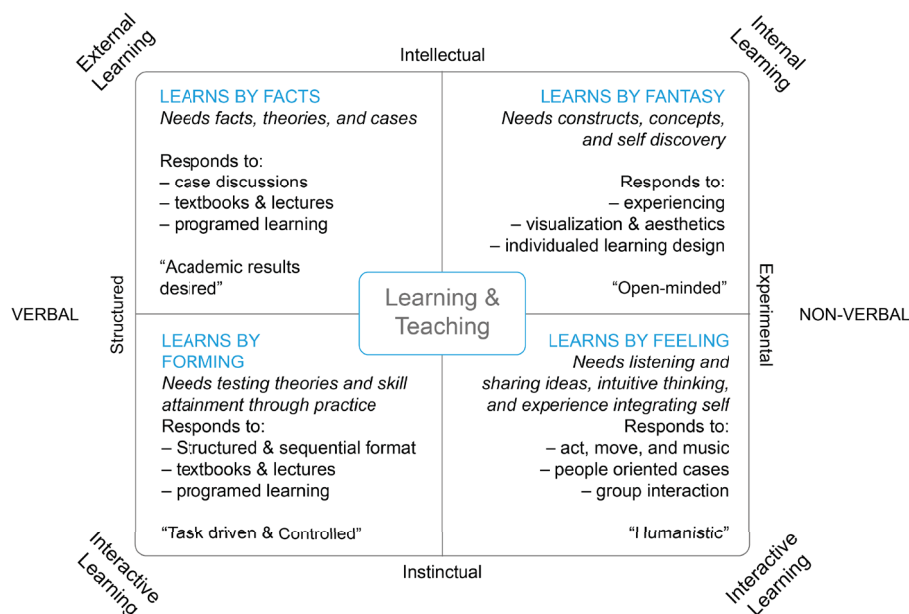 External
Learning
Intellectual
Internal
Learning
LEARNS BY FACTS
Needs facts, theories, and cases
Responds to:
– case discussions
– textbooks & lectures
– programed learning
“Academic results
desired”
LEARNS BY FANTASY
Needs constructs, concepts,
and self discovery
Responds to:
– experiencing
– visualization & aesthetics
– individualed learning design
“Open-minded”
VERBAL
Structured
Learning &
Teaching
Experimental
NON-VERBAL
LEARNS BY
FORMING
Needs testing theories and skill
attainment through practice
Responds to:
– Structured & sequential format
– textbooks & lectures
– programed learning
“Task driven & Controlled”
LEARNS BY FEELING
Needs listening and
sharing ideas, intuitive thinking,
and experience integrating self
Responds to:
– act, move, and music
– people oriented cases
– group interaction
“Humanistic”
Interactive
Learning
Instinctual
Interactive
Learning